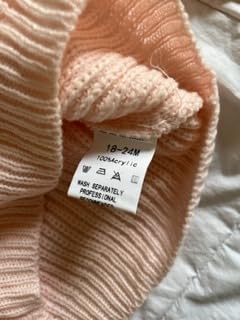 18-24M
100%Acrylic
WASH SEPARATELY
PROFESSIONAL